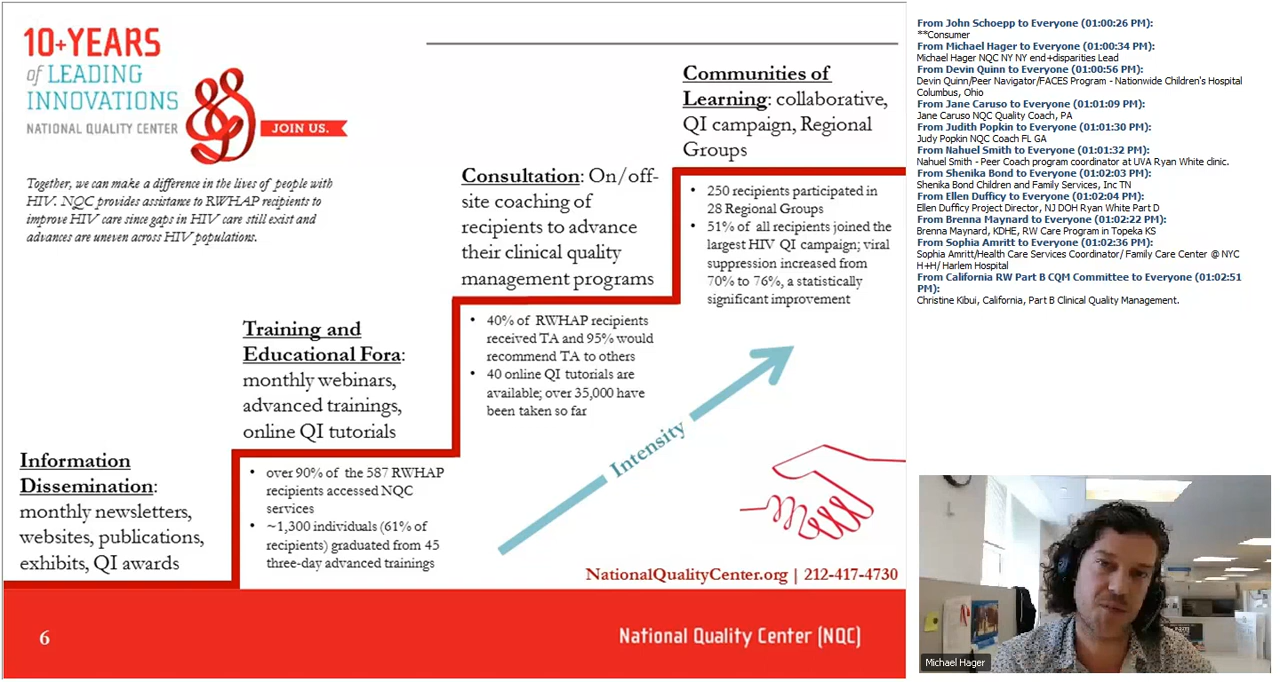 10+YEARS
of LEADING
INNOVATIONS
NATIONAL QUALITY CENTER
JOIN US.
Together, we can make a difference in the lives of people with
HIV. NQC provides assistance to RWHAP recipients to
improve HIV care since gaps in HIV care still exist and
advances are uneven across HIV populations.
Information
Dissemination:
monthly newsletters,
websites, publications,
exhibits, QI awards
Training and
Educational Fora:
monthly webinars,
advanced trainings,
online QI tutorials
• over 90% of the 587 RWHAP
recipients accessed NQC
services
• ~1,300 individuals (61% of
recipients) graduated from 45
three-day advanced trainings
Consultation: On/off-
site coaching of
recipients to advance
their clinical quality
management programs
• 40% of RWHAP recipients
received TA and 95% would
recommend TA to others
• 40 online QI tutorials are
available; over 35,000 have
been taken so far
Communities of
Learning: collaborative,
QI campaign, Regional
Groups
• 250 recipients participated in
28 Regional Groups
• 51% of all recipients joined the
largest HIV QI campaign; viral
suppression increased from
70% to 76%, a statistically
significant improvement
Intensity
NationalQualityCenter.org | 212-417-4730
6
National Quality Center (NQC)
From John Schoepp to Everyone (01:00:26 PM):
**Consumer
From Michael Hager to Everyone (01:00:34 PM):
Michael Hager NQC NY NY end+disparities Lead
From Devin Quinn to Everyone (01:00:56 PM):
Devin Quinn/Peer Navigator/FACES Program - Nationwide Children's Hospital
Columbus, Ohio
From Jane Caruso to Everyone (01:01:09 PM):
Jane Caruso NQC Quality Coach, PA
From Judith Popkin to Everyone (01:01:30 PM):
Judy Popkin NQC Coach FL GA
From Nahuel Smith to Everyone (01:01:32 PM):
Nahuel Smith - Peer Coach program coordinator at UVA Ryan White clinic.
From Shenika Bond to Everyone (01:02:03 PM):
Shenika Bond Children and Family Services, Inc TN
From Ellen Dufficy to Everyone (01:02:04 PM):
Ellen Dufficy Project Director, NJ DOH Ryan White Part D
From Brenna Maynard to Everyone (01:02:22 PM):
Brenna Maynard, KDHE, RW Care Program in Topeka KS
From Sophia Amritt to Everyone (01:02:36 PM):
Sophia Amritt/Health Care Services Coordinator/ Family Care Center @ NYC
H+H/ Harlem Hospital
From California RW Part B CQM Committee to Everyone (01:02:51
PM):
Christine Kibui, California, Part B Clinical Quality Management.
Michael Hager